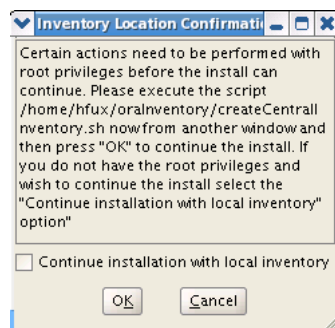 Inventory Location Confirmati
Certain actions need to be performed with
root privileges before the install can
continue. Please execute the script
/home/hfux/oraInventory/createCentralI
nventory.sh now from another window and
then press "OK" to continue the install. If
you do not have the root privileges and
wish to continue the install select the
"Continue installation with local inventory"
option"
Continue installation with local inventory
OK
Cancel